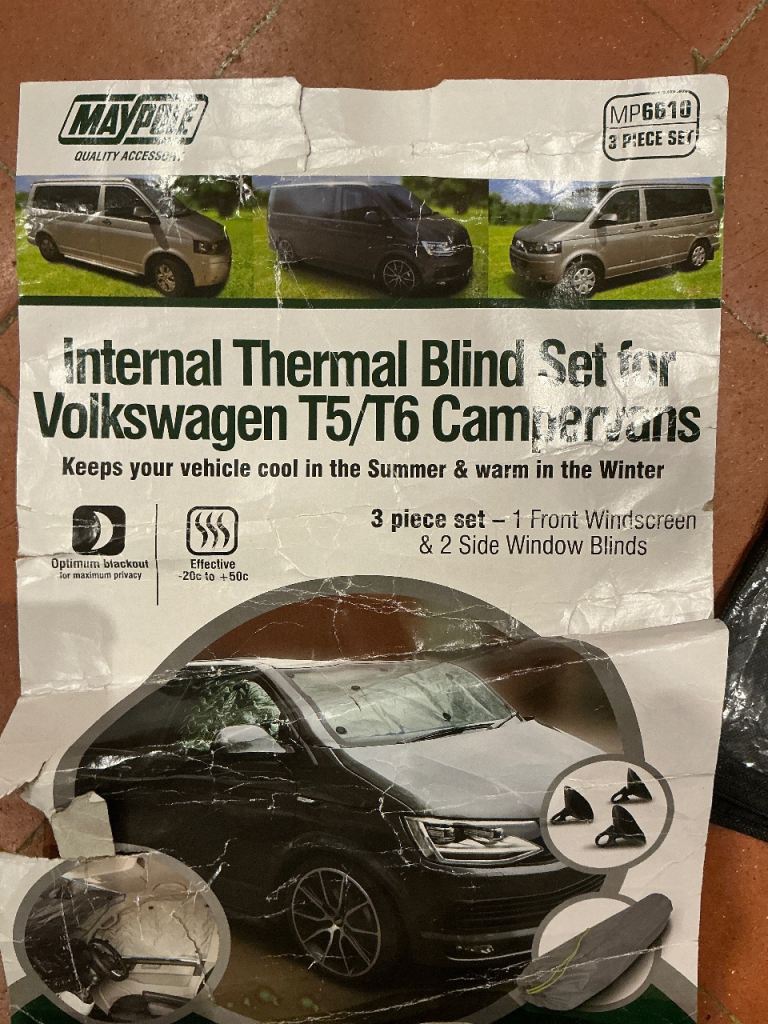 MAYPOLE
QUALITY ACCESSORY
MP6610
3 PIECE SET
Internal Thermal Blind Set for
Volkswagen T5/T6 Campervans
Keeps your vehicle cool in the Summer & warm in the Winter
3 piece set – 1 Front Windscreen
& 2 Side Window Blinds
Optimum blackout
for maximum privacy
Effective
-20c to +50c